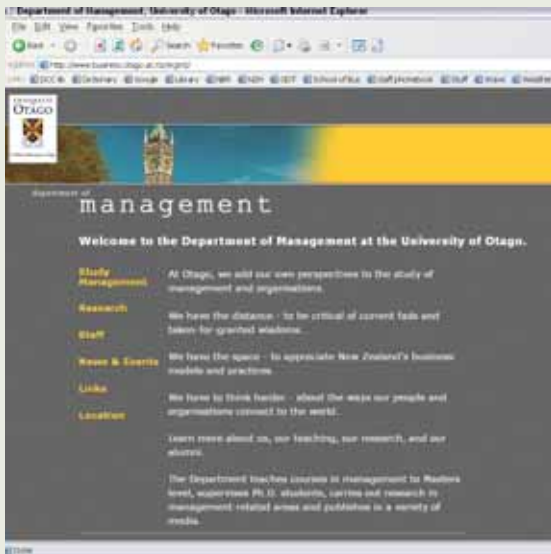 Department of Management, University of Otago - Microsoft Internet Explorer
File Edit View Favorites Tools Help
Search Favorites
UNIVERSITY
OTAGO
department of
management
Welcome to the Department of Management at the University of Otago.
Study
Management
Research
Staff
News & Events
Links
Location
At Otago, we add our own perspectives to the study of
management and organisations.
We have the distance - to be critical of current fads and
taken-for-granted wisdoms.
We have the space - to appreciate New Zealand's business
models and practices.
We have to think harder - about the ways our people and
organisations connect to the world.
Learn more about us, our teaching, our research, and our
alumni.
The Department teaches courses in management to Masters
level, supervises Ph.D. students, carries out research in
management-related areas and publishes in a variety of
media.